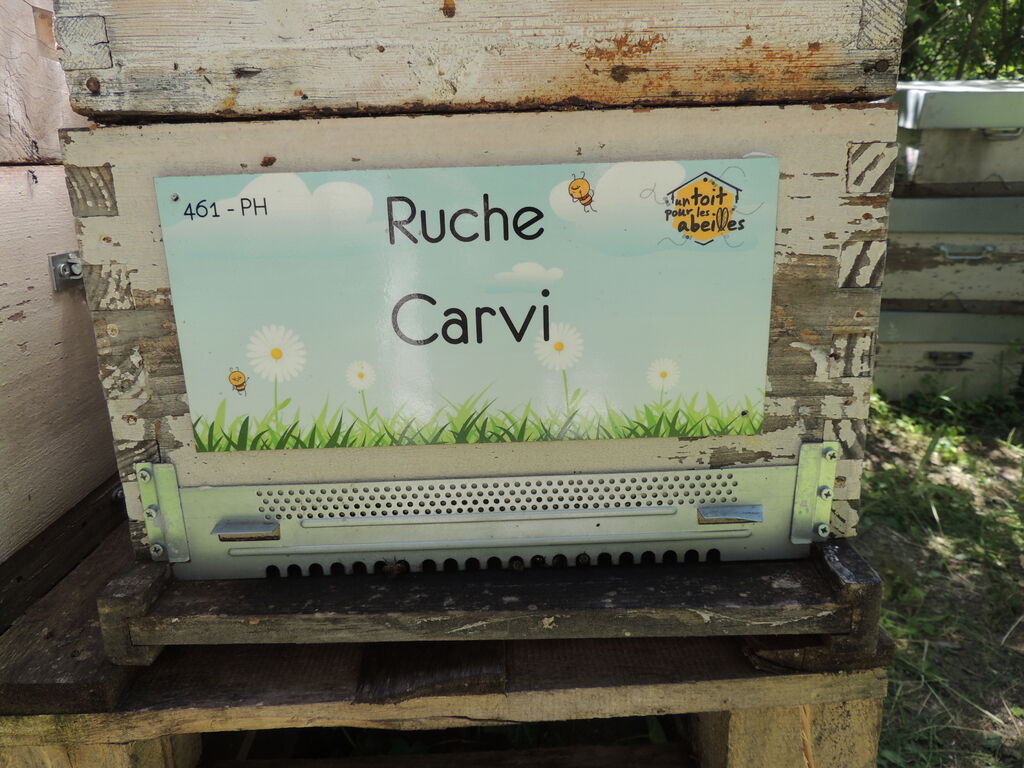 461 - PH
Ruche
Carvi
un toit
pour les
abeilles